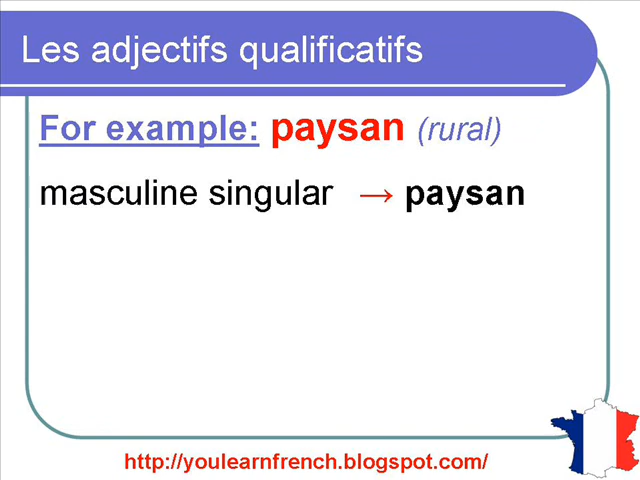 Les adjectifs qualificatifs
For example: paysan (rural)
masculine singular → paysan
http://youlearnfrench.blogspot.com/